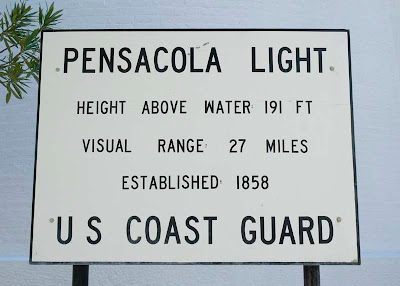 PENSACOLA LIGHT
HEIGHT ABOVE WATER 191 FT
VISUAL RANGE 27 MILES
ESTABLISHED 1858
U S COAST GUARD